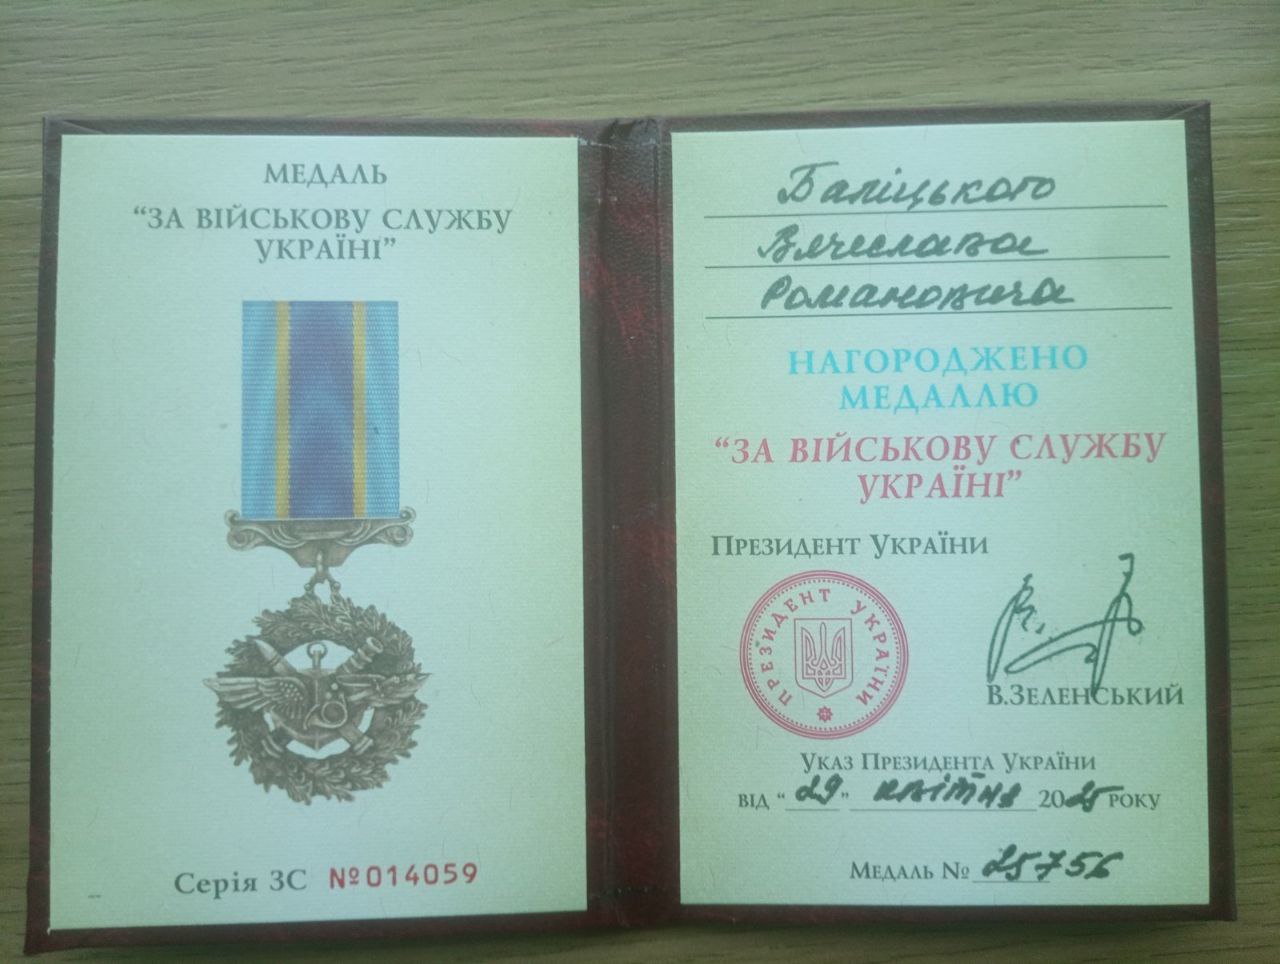 МЕДАЛЬ
“ЗА ВІЙСЬКОВУ СЛУЖБУ
УКРАЇНІ”
Серія ЗС №014059
Баліцького
Вячеслава
Романовича
НАГОРОДЖЕНО
МЕДАЛЛЮ
“ЗА ВІЙСЬКОВУ СЛУЖБУ
УКРАЇНІ”
ПРЕЗИДЕНТ УКРАЇНИ
ПРЕЗИДЕНТ УКРАЇНИ
В.ЗЕЛЕНСЬКИЙ
УКАЗ ПРЕЗИДЕНТА УКРАЇНИ
ВІД “29” квітня 2025 РОКУ
МЕДАЛЬ № 25756